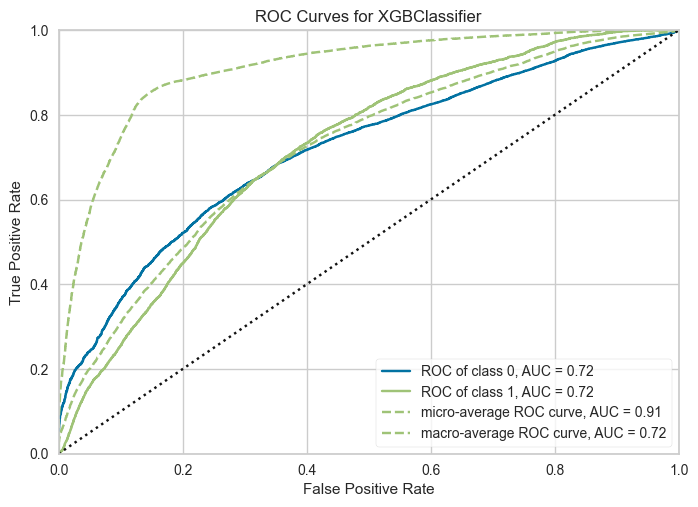 ROC Curves for XGBClassifier
1.0
0.8
0.6
0.4
0.2
0.0
True Positive Rate
ROC of class 0, AUC = 0.72
ROC of class 1, AUC = 0.72
micro-average ROC curve, AUC = 0.91
macro-average ROC curve, AUC = 0.72
0.0 0.2 0.4 0.6 0.8 1.0
False Positive Rate